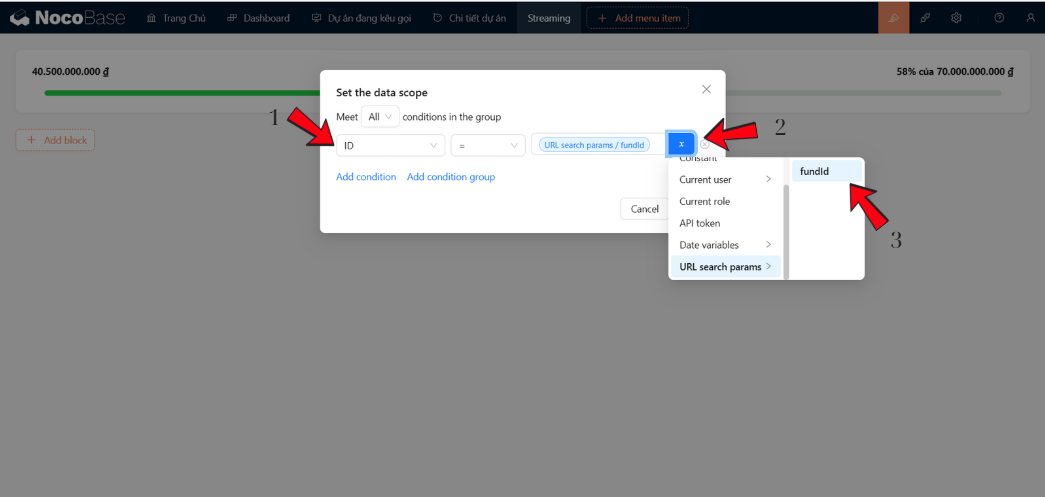 NocoBase Trang Chủ Dashboard Dự án đang kêu gọi Chi tiết dự án Streaming + Add menu item
40.500.000.000 ₫ 58% của 70.000.000.000 ₫
Set the data scope
1 Meet All conditions in the group 2
ID = URL search params / fundId x
+ Add block
Constant
fundId
Add condition Add condition group Current user
Current role
Cancel
API token
3
Date variables
URL search params